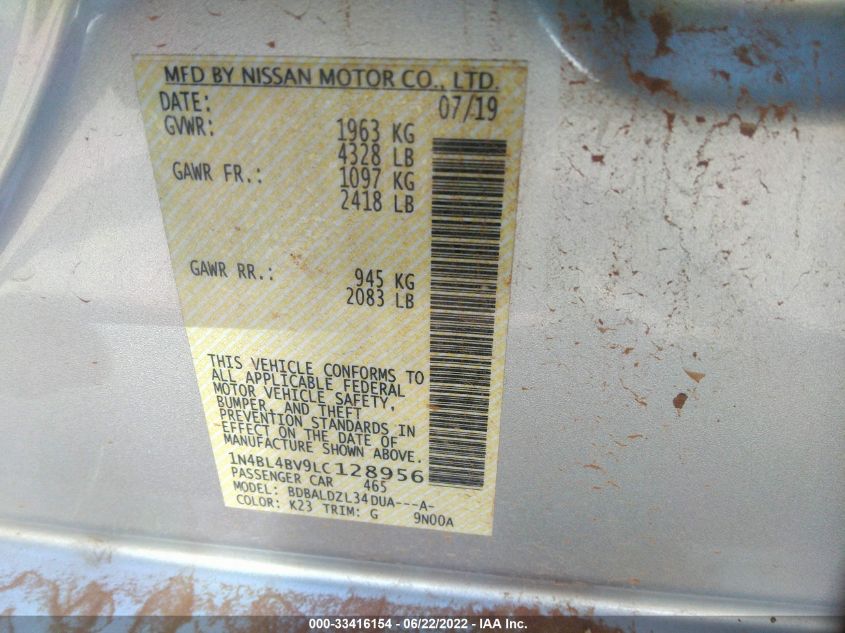 MFD BY NISSAN MOTOR CO., LTD.
DATE: 07/19
GVWR: 1963 KG
4328 LB
GAWR FR.: 1097 KG
2418 LB
GAWR RR.: 945 KG
2083 LB
THIS VEHICLE CONFORMS TO
ALL APPLICABLE FEDERAL
MOTOR VEHICLE SAFETY,
BUMPER, AND THEFT
PREVENTION STANDARDS IN
EFFECT ON THE DATE OF
MANUFACTURE SHOWN ABOVE.
1N4BL4BV9LC128956
PASSENGER CAR 465
MODEL: BDBALDZL34DUA---A-
COLOR: K23 TRIM: G 9N00A
000-33416154 - 06/22/2022 - IAA Inc.